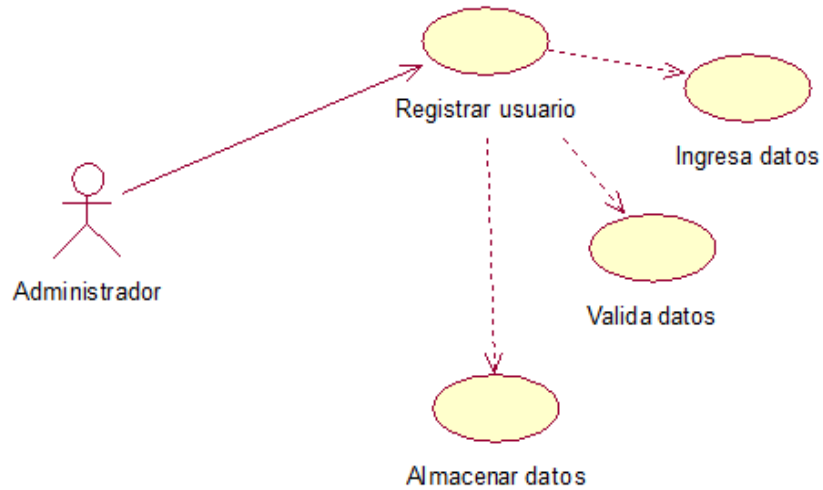 Registrar usuario
Ingresa datos
Administrador
Valida datos
Almacenar datos